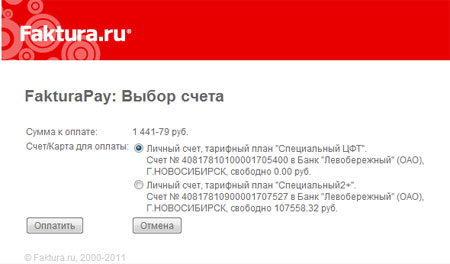 Faktura.ru®
FakturaPay: Выбор счета
Сумма к оплате: 1 441-79 руб.
Счет/Карта для оплаты: Личный счет, тарифный план "Специальный ЦФТ".
Счет № 40817810100001705400 в Банк "Левобережный" (ОАО),
Г.НОВОСИБИРСК, свободно 0.00 руб.
Личный счет, тарифный план "Специальный2+".
Счет № 40817810900001707527 в Банк "Левобережный" (ОАО),
Г.НОВОСИБИРСК, свободно 107558.32 руб.
Оплатить Отмена
© Faktura.ru, 2000-2011